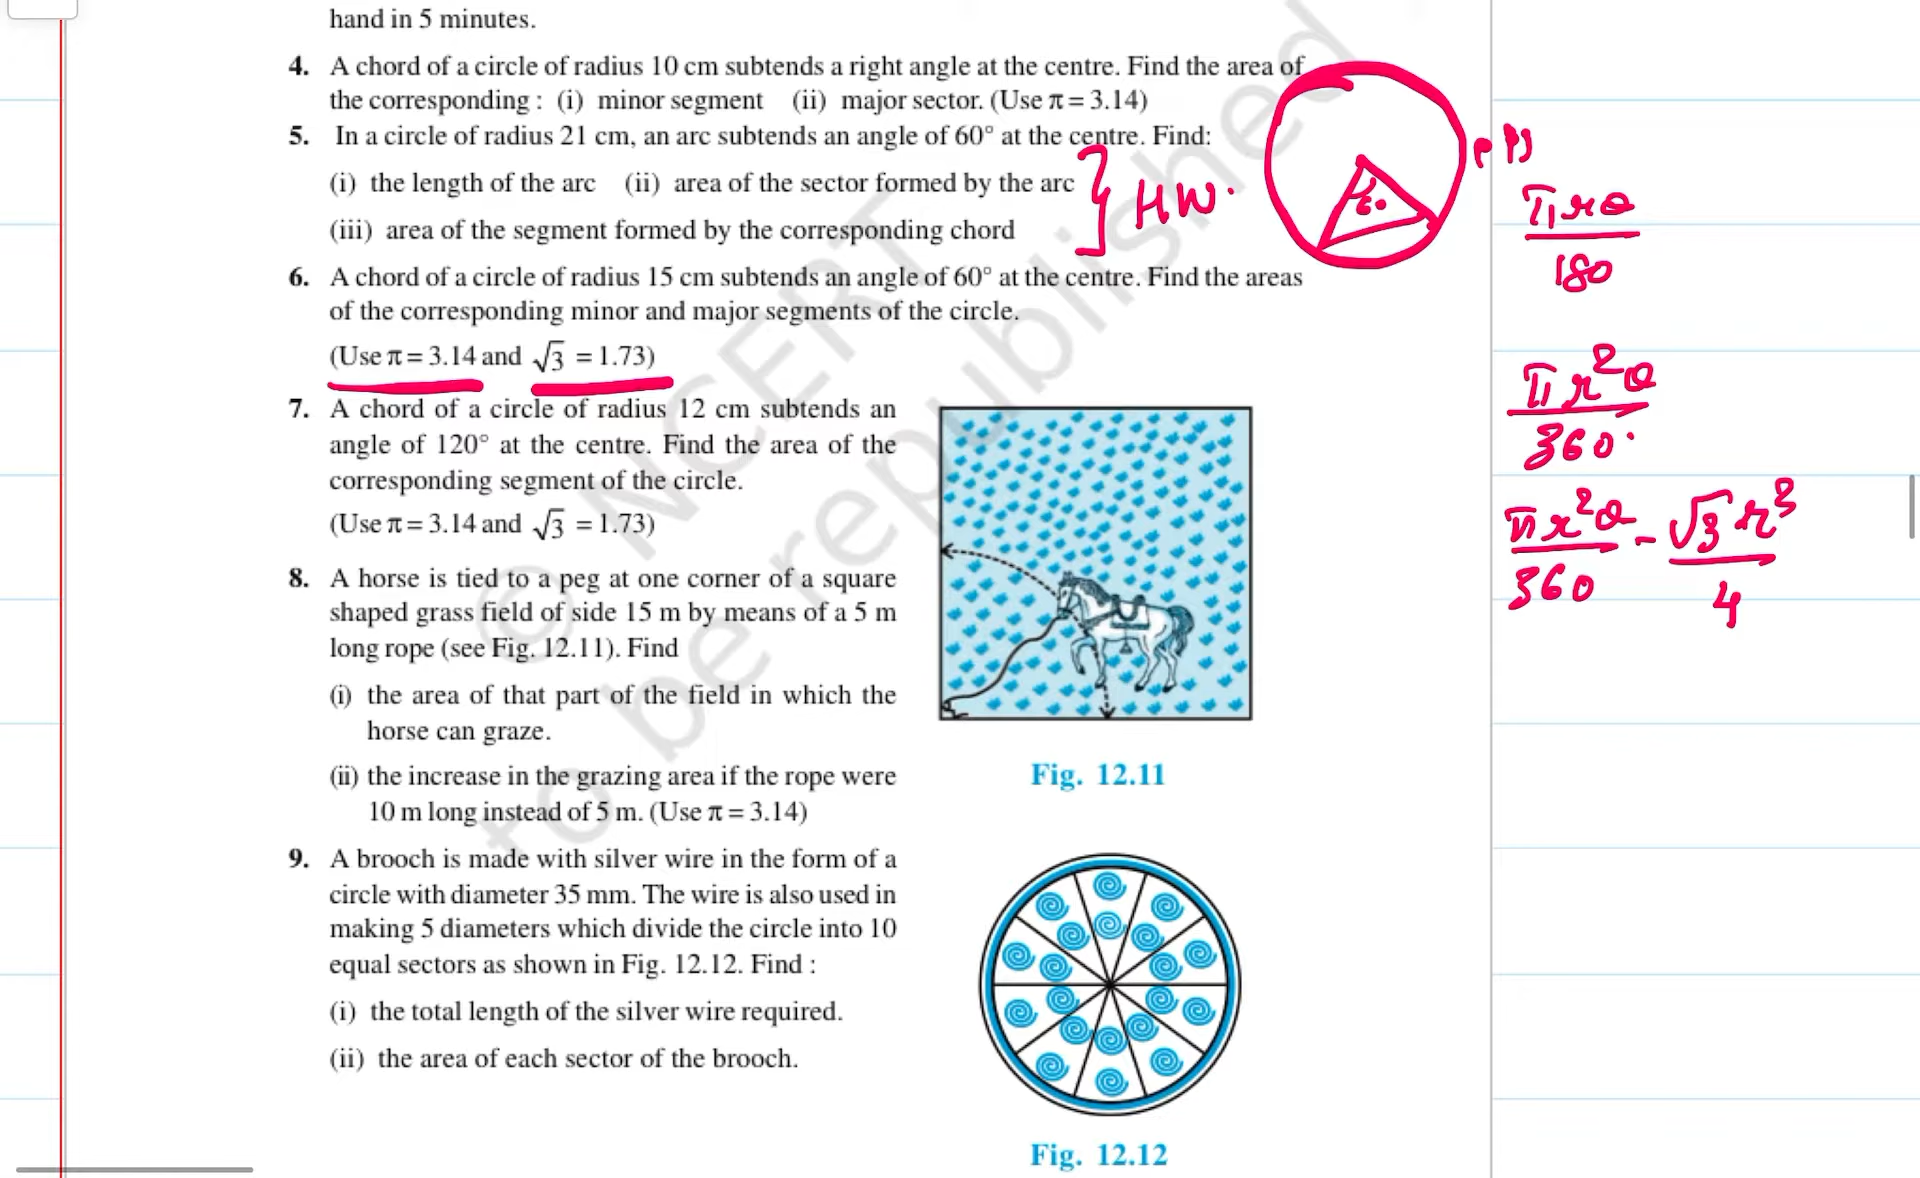 hand in 5 minutes.
4. A chord of a circle of radius 10 cm subtends a right angle at the centre. Find the area of
the corresponding : (i) minor segment (ii) major sector. (Use π = 3.14)
5. In a circle of radius 21 cm, an arc subtends an angle of 60° at the centre. Find:
(i) the length of the arc (ii) area of the sector formed by the arc
(iii) area of the segment formed by the corresponding chord
HW.
6. A chord of a circle of radius 15 cm subtends an angle of 60° at the centre. Find the areas
of the corresponding minor and major segments of the circle.
(Use π = 3.14 and √3 = 1.73)
7. A chord of a circle of radius 12 cm subtends an
angle of 120° at the centre. Find the area of the
corresponding segment of the circle.
(Use π = 3.14 and √3 = 1.73)
8. A horse is tied to a peg at one corner of a square
shaped grass field of side 15 m by means of a 5 m
long rope (see Fig. 12.11). Find
(i) the area of that part of the field in which the
horse can graze.
(ii) the increase in the grazing area if the rope were
10 m long instead of 5 m. (Use π = 3.14)
Fig. 12.11
9. A brooch is made with silver wire in the form of a
circle with diameter 35 mm. The wire is also used in
making 5 diameters which divide the circle into 10
equal sectors as shown in Fig. 12.12. Find :
(i) the total length of the silver wire required.
(ii) the area of each sector of the brooch.
Fig. 12.12
πrθ
180
πr²θ
360.
πr²θ - √3 r²
360 4
© NCERT
to be republished